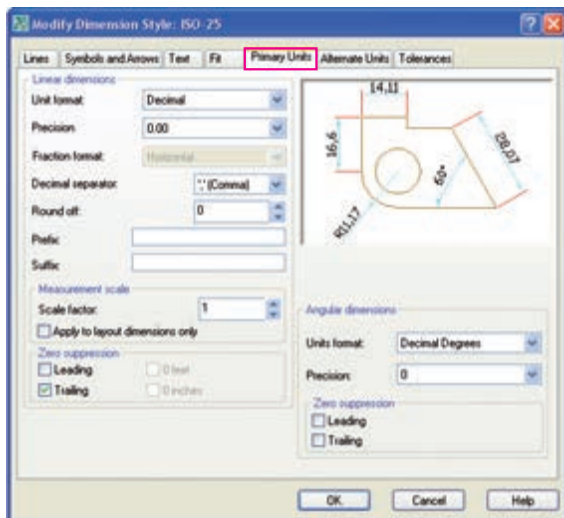 Modify Dimension Style: ISO-25
Lines Symbols and Arrows Text Fit Primary Units Alternate Units Tolerances
Linear dimensions
Unit format: Decimal
Precision 0.00
Fraction format: Horizontal
Decimal separator: ',' (Comma)
Round off: 0
Prefix:
Suffix:
Measurement scale
Scale factor: 1
Apply to layout dimensions only
Zero suppression
Leading 0 feet
Trailing 0 inches
14,11
16,6
28,07
60°
R11,17
Angular dimensions
Units format: Decimal Degrees
Precision: 0
Zero suppression
Leading
Trailing
OK Cancel Help